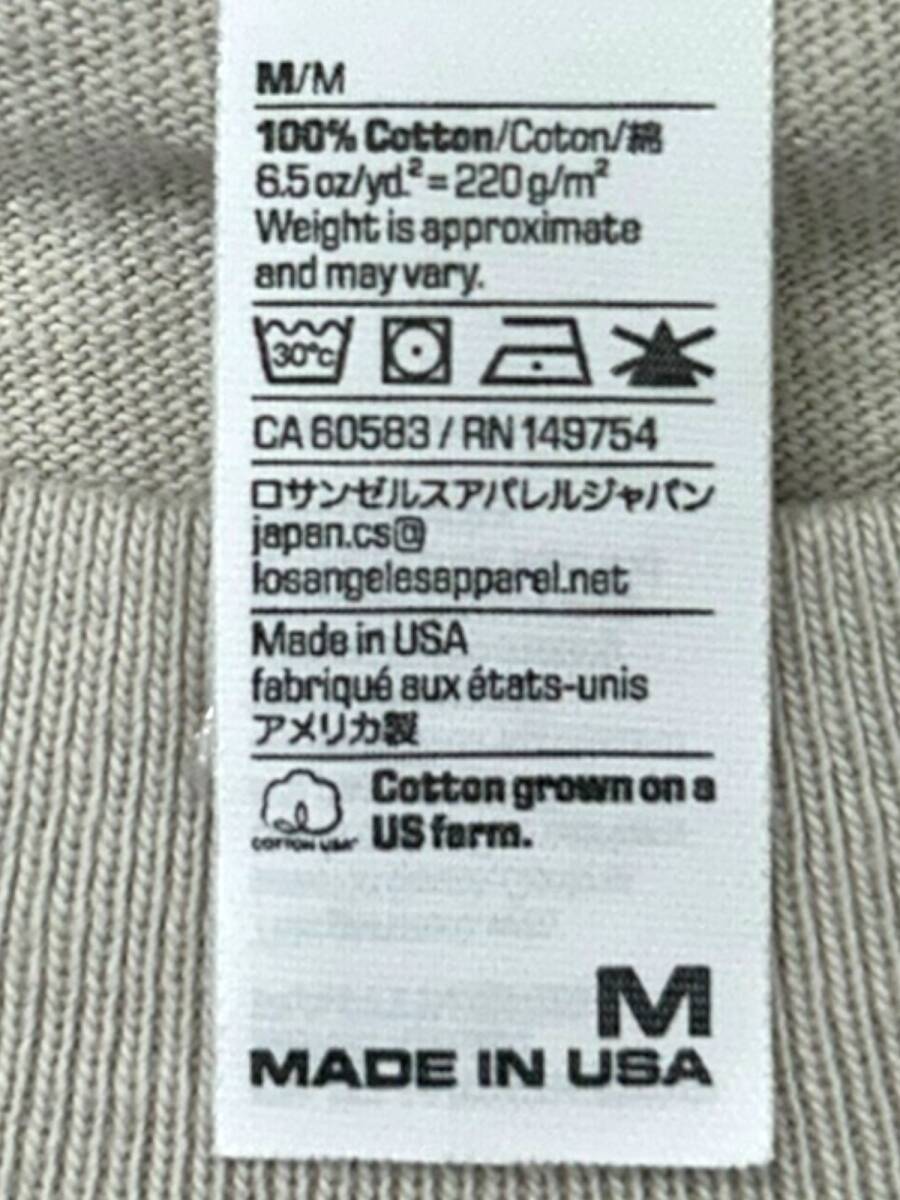 M/M
100% Cotton/Coton/綿
6.5 oz/yd.² = 220 g/m²
Weight is approximate
and may vary.
30°c
CA 60583 / RN 149754
ロサンゼルスアパレルジャパン
japan.cs@
losangelesapparel.net
Made in USA
fabriqué aux états-unis
アメリカ製
Cotton grown on a
US farm.
COTTON USA
M
MADE IN USA